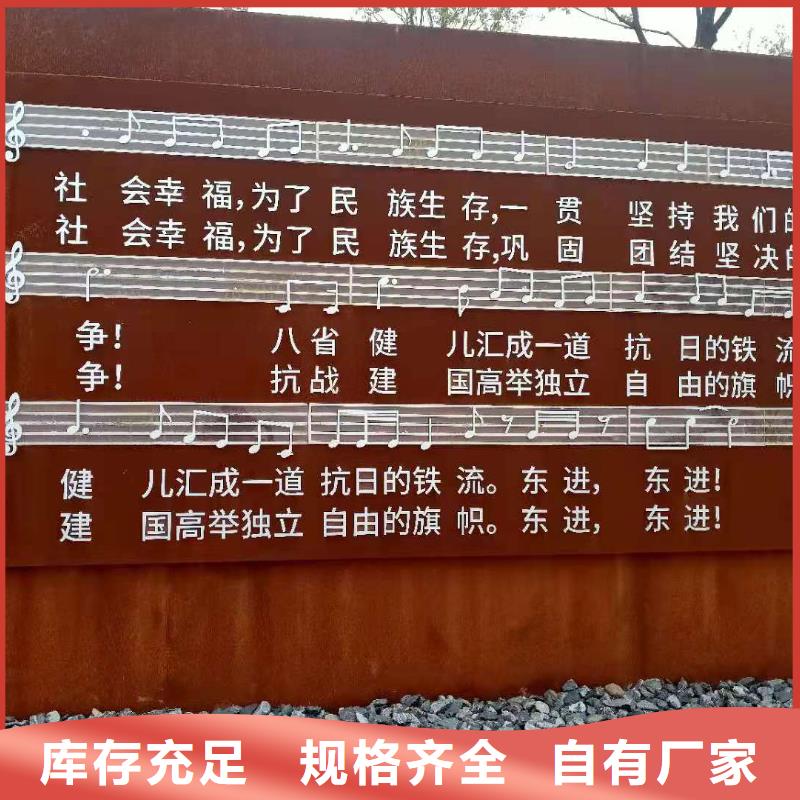 社 会幸 福,为了 民 族生 存,一 贯 坚 持 我 们的
社 会幸 福,为了 民 族生 存,巩 固 团 结 坚 决的
争! 八 省 健 儿汇成一道 抗 日的铁 流
争! 抗 战 建 国高举独立 自 由的旗 帜
健 儿汇成一道 抗日的铁 流。东 进, 东 进!
建 国高举独立 自由的旗 帜。东 进, 东 进!
库存充足 规格齐全 自有厂家